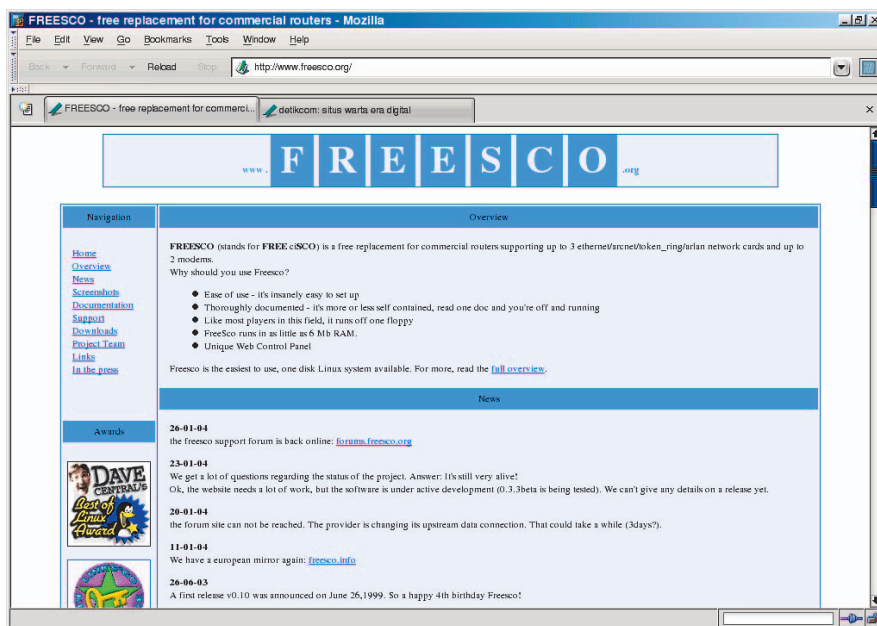 FREESCO - free replacement for commercial routers - Mozilla
File Edit View Go Bookmarks Tools Window Help
Back Forward Reload Stop http://www.freesco.org/
FREESCO - free replacement for commerci... detikcom: situs warta era digital
www. FREESCO .org
Navigation
Home
Overview
News
Screenshots
Documentation
Support
Downloads
Project Team
Links
In the press
Awards
DAVE
CENTRAL'S
Best of
Linux
Award
Overview
FREESCO (stands for FREE ciSCO) is a free replacement for commercial routers supporting up to 3 ethernet/arcnet/token_ring/arlan network cards and up to
2 modems.
Why should you use Freesco?
Ease of use - it's insanely easy to set up
Thoroughly documented - it's more or less self contained, read one doc and you're off and running
Like most players in this field, it runs off one floppy
FreeSco runs in as little as 6 Mb RAM.
Unique Web Control Panel
Freesco is the easiest to use, one disk Linux system available. For more, read the full overview.
News
26-01-04
the freesco support forum is back online: forums.freesco.org
23-01-04
We get a lot of questions regarding the status of the project. Answer: It's still very alive!
Ok, the website needs a lot of work, but the software is under active development (0.3.3beta is being tested). We can't give any details on a release yet.
20-01-04
the forum site can not be reached. The provider is changing its upstream data connection. That could take a while (3days?).
11-01-04
We have a european mirror again: freesco.info
26-06-03
A first release v0.10 was announced on June 26,1999. So a happy 4th birthday Freesco!